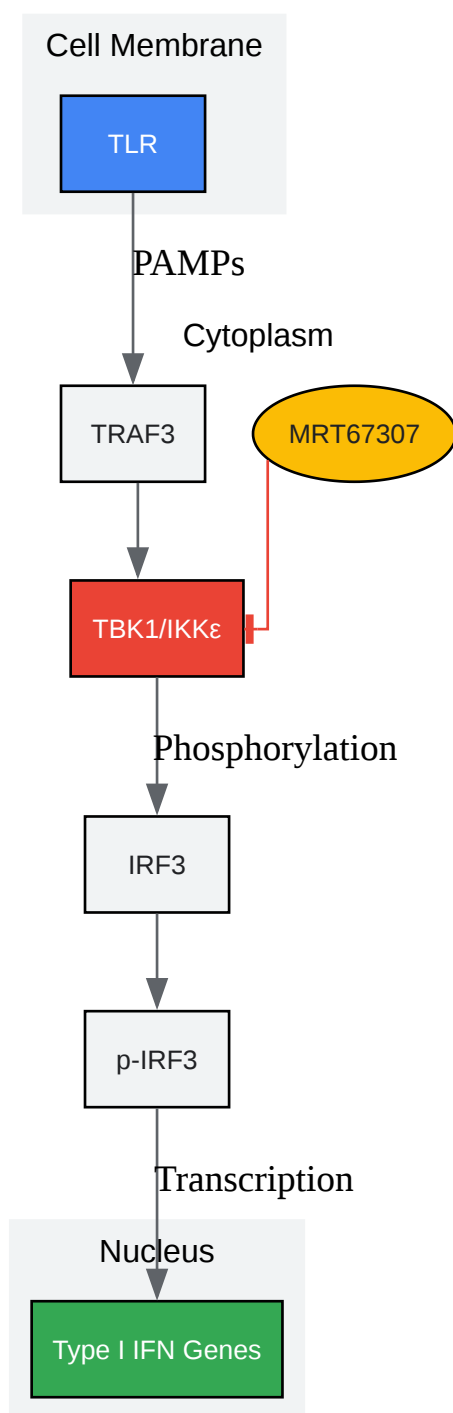 Cell Membrane
TLR
PAMPs
Cytoplasm
TRAF3
MRT67307
TBK1/IKKε
Phosphorylation
IRF3
p-IRF3
Transcription
Nucleus
Type I IFN Genes